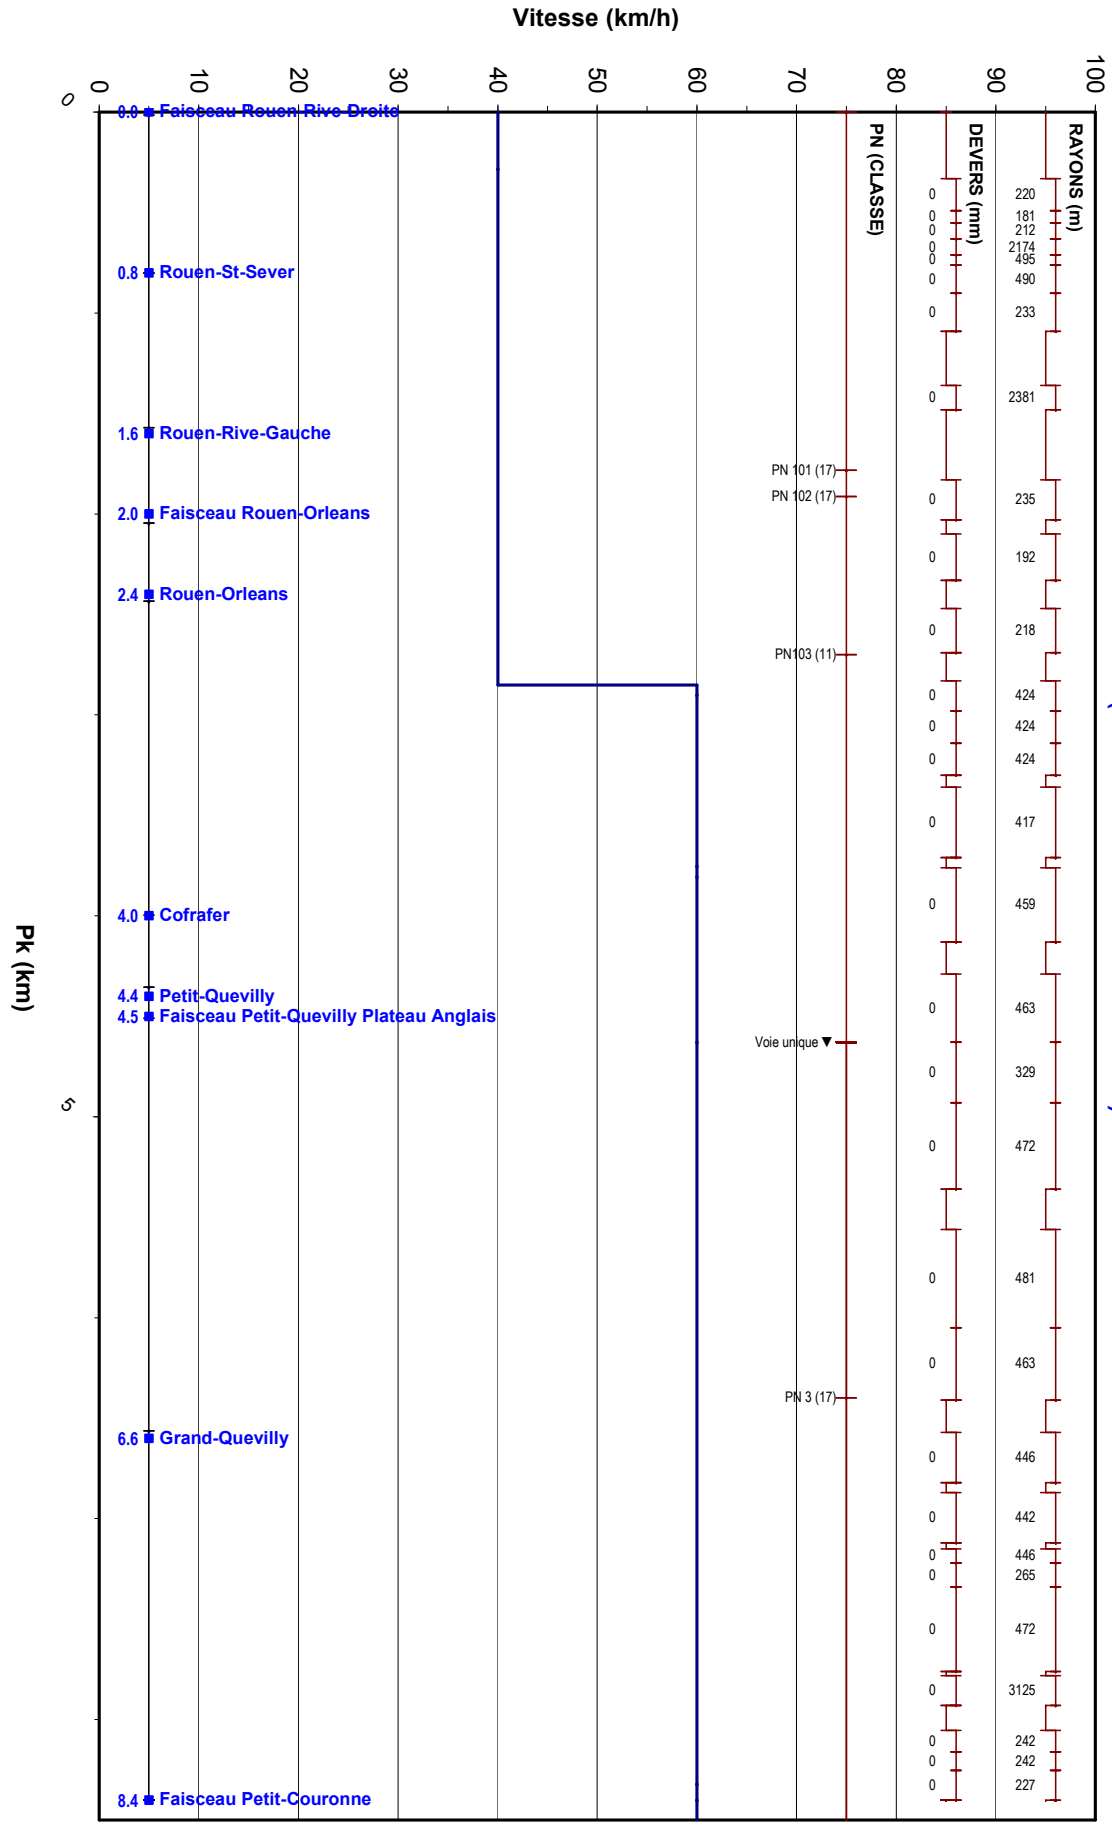 Vitesse (km/h)
0
10
20
30
40
50
60
70
80
90
100
RAYONS (m)
DEVERS (mm)
PN (CLASSE)
0
0.0 Faisceau Rouen-Rive-Droite
0 220
0 181
0 212
0 2174
0 495
0.8 Rouen-St-Sever
0 490
0 233
0 2381
1.6 Rouen-Rive-Gauche
PN 101 (17)
PN 102 (17)
0 235
2.0 Faisceau Rouen-Orleans
0 192
2.4 Rouen-Orleans
0 218
PN103 (11)
0 424
0 424
0 424
0 417
0 459
4.0 Cofrafer
4.4 Petit-Quevilly
0 463
4.5 Faisceau Petit-Quevilly Plateau Anglais
Voie unique ▼
0 329
5
0 472
0 481
0 463
PN 3 (17)
6.6 Grand-Quevilly
0 446
0 442
0 446
0 265
0 472
0 3125
0 242
0 242
0 227
8.4 Faisceau Petit-Couronne
Pk (km)